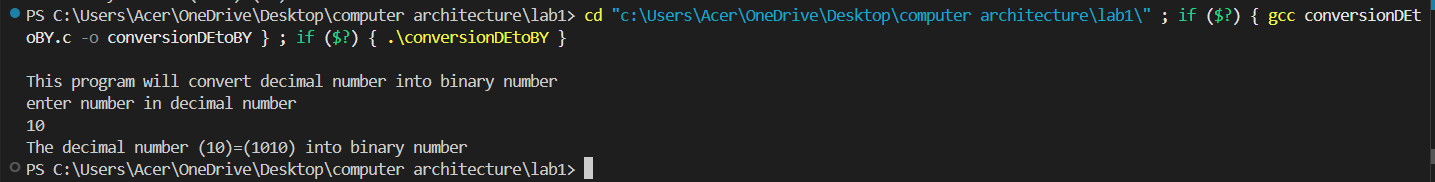 PS C:\Users\Acer\OneDrive\Desktop\computer architecture\lab1> cd "c:\Users\Acer\OneDrive\Desktop\computer architecture\lab1\" ; if ($?) { gcc conversionDEt
oBY.c -o conversionDEtoBY } ; if ($?) { .\conversionDEtoBY }
This program will convert decimal number into binary number
enter number in decimal number
10
The decimal number (10)=(1010) into binary number
PS C:\Users\Acer\OneDrive\Desktop\computer architecture\lab1>